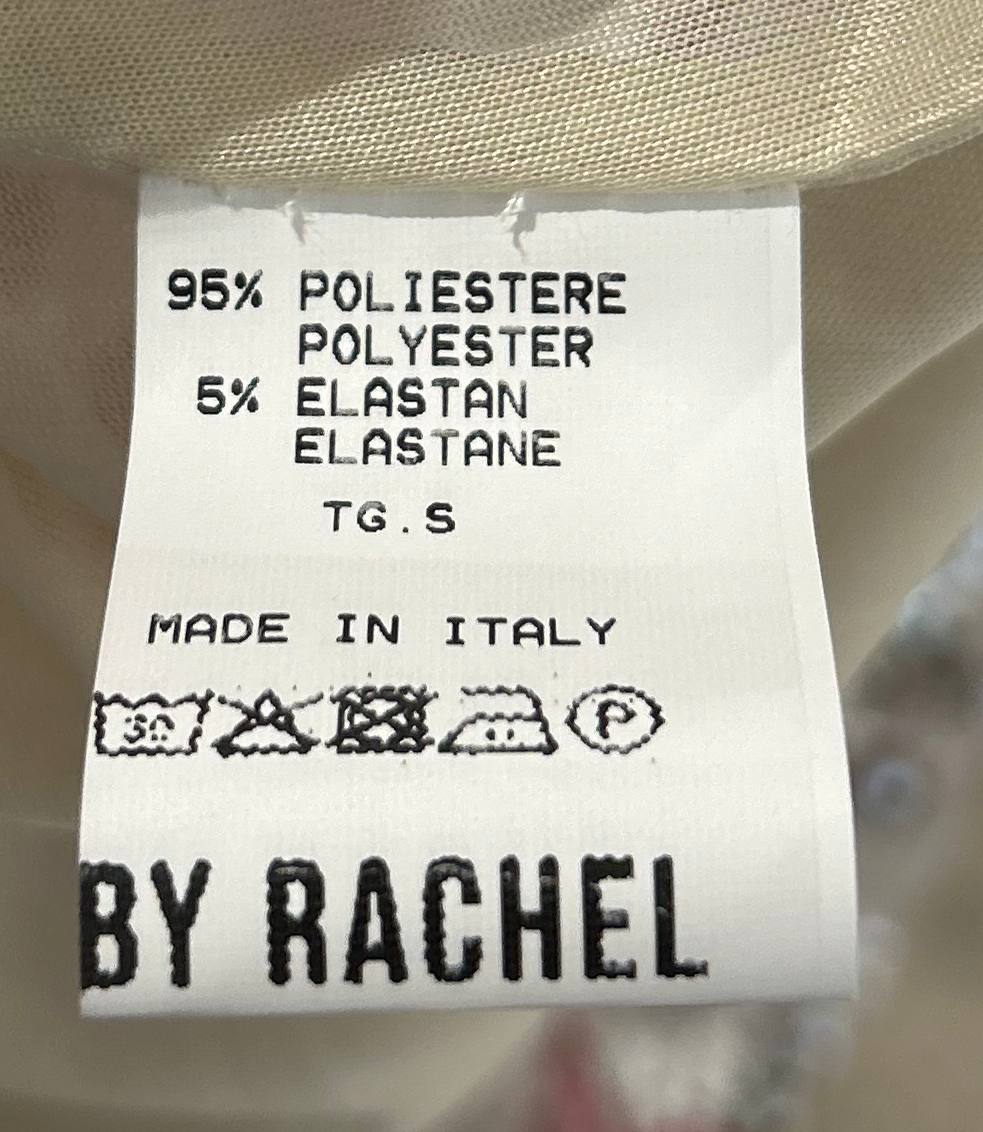 95% POLIESTERE
POLYESTER
5% ELASTAN
ELASTANE
TG.S
MADE IN ITALY
30 P
BY RACHEL